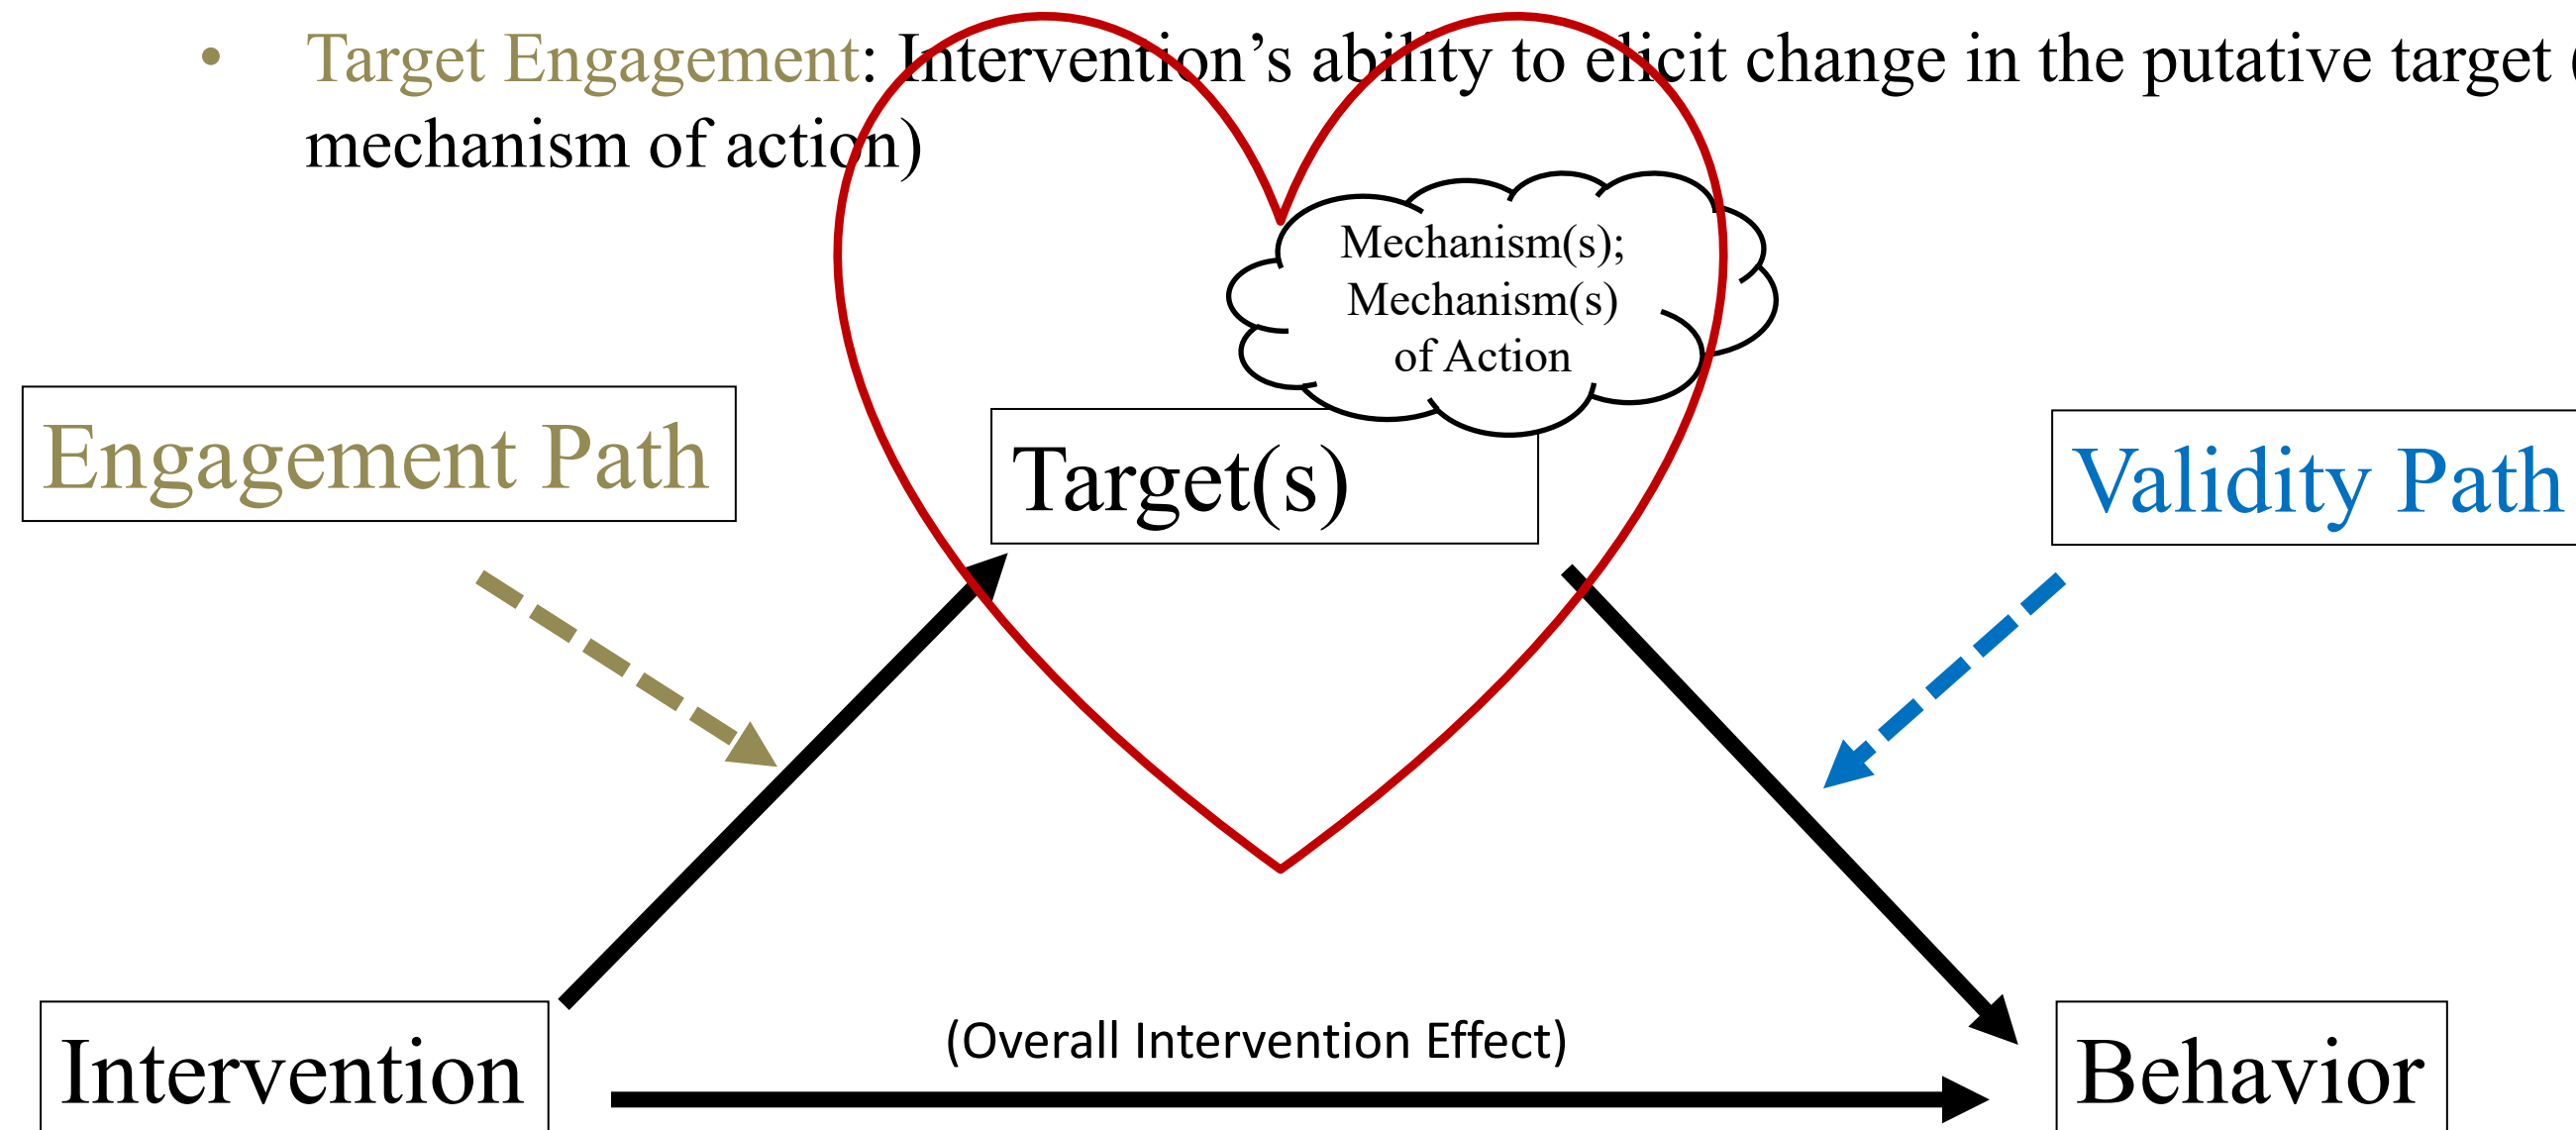 • Target Engagement: Intervention’s ability to elicit change in the putative target (
mechanism of action)
Mechanism(s);
Mechanism(s)
of Action
Engagement Path
Target(s)
Validity Path
(Overall Intervention Effect)
Intervention
Behavior